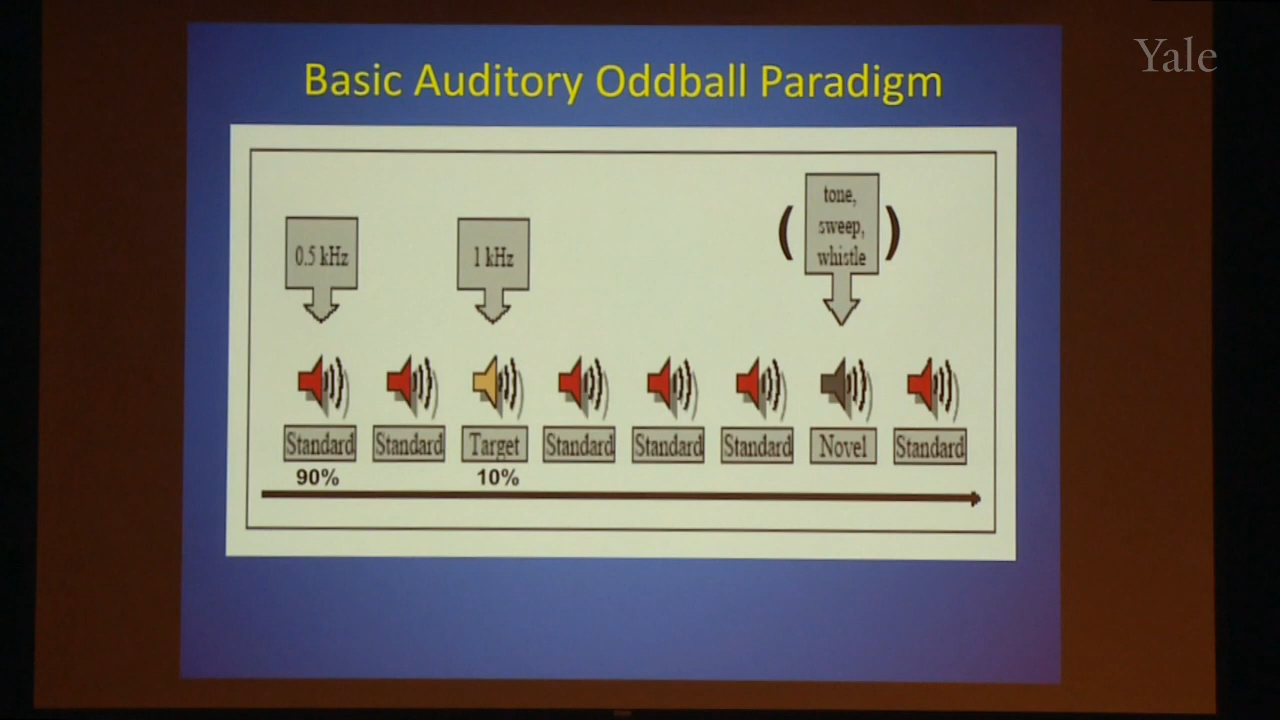 Yale
Basic Auditory Oddball Paradigm
0.5 kHz
1 kHz
( tone,
sweep,
whistle )
Standard Standard Target Standard Standard Standard Novel Standard
90% 10%